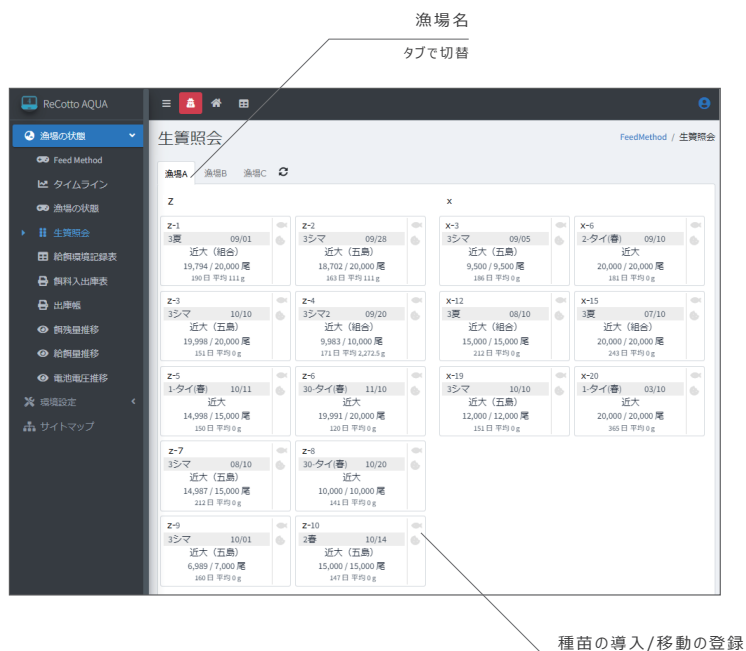 漁場名
タブで切替
ReCotto AQUA
漁場の状態
Feed Method
タイムライン
漁場の状態
生簀照会
給餌環境記録表
飼料入出庫表
出庫帳
餌残量推移
給餌量推移
電池電圧推移
環境設定
サイトマップ
生簀照会
FeedMethod / 生簀照会
漁場A 漁場B 漁場C
z
z-1
3夏 09/01
近大（組合）
19,794 / 20,000 尾
190 日 平均 111 g
z-2
3シマ 09/28
近大（五島）
18,702 / 20,000 尾
163 日 平均 111 g
z-3
3シマ 10/10
近大（五島）
19,998 / 20,000 尾
151 日 平均 0 g
z-4
3シマ2 09/20
近大（組合）
9,983 / 10,000 尾
171 日 平均 2,272.5 g
z-5
1-タイ(春) 10/11
近大
14,998 / 15,000 尾
150 日 平均 0 g
z-6
30-タイ(春) 11/10
近大
19,991 / 20,000 尾
120 日 平均 0 g
z-7
3シマ 08/10
近大（五島）
14,987 / 15,000 尾
212 日 平均 0 g
z-8
30-タイ(春) 10/20
近大
10,000 / 10,000 尾
141 日 平均 0 g
z-9
3シマ 10/01
近大（五島）
6,989 / 7,000 尾
160 日 平均 0 g
z-10
2春 10/14
近大（五島）
15,000 / 15,000 尾
147 日 平均 0 g
x
x-3
3シマ 09/05
近大（五島）
9,500 / 9,500 尾
186 日 平均 0 g
x-6
2-タイ(春) 09/10
近大
20,000 / 20,000 尾
181 日 平均 0 g
x-12
3夏 08/10
近大（組合）
15,000 / 15,000 尾
212 日 平均 0 g
x-15
3夏 07/10
近大（組合）
20,000 / 20,000 尾
243 日 平均 0 g
x-19
3シマ 10/10
近大（五島）
12,000 / 12,000 尾
151 日 平均 0 g
x-20
1-タイ(春) 03/10
近大
20,000 / 20,000 尾
365 日 平均 0 g
種苗の導入/移動の登録